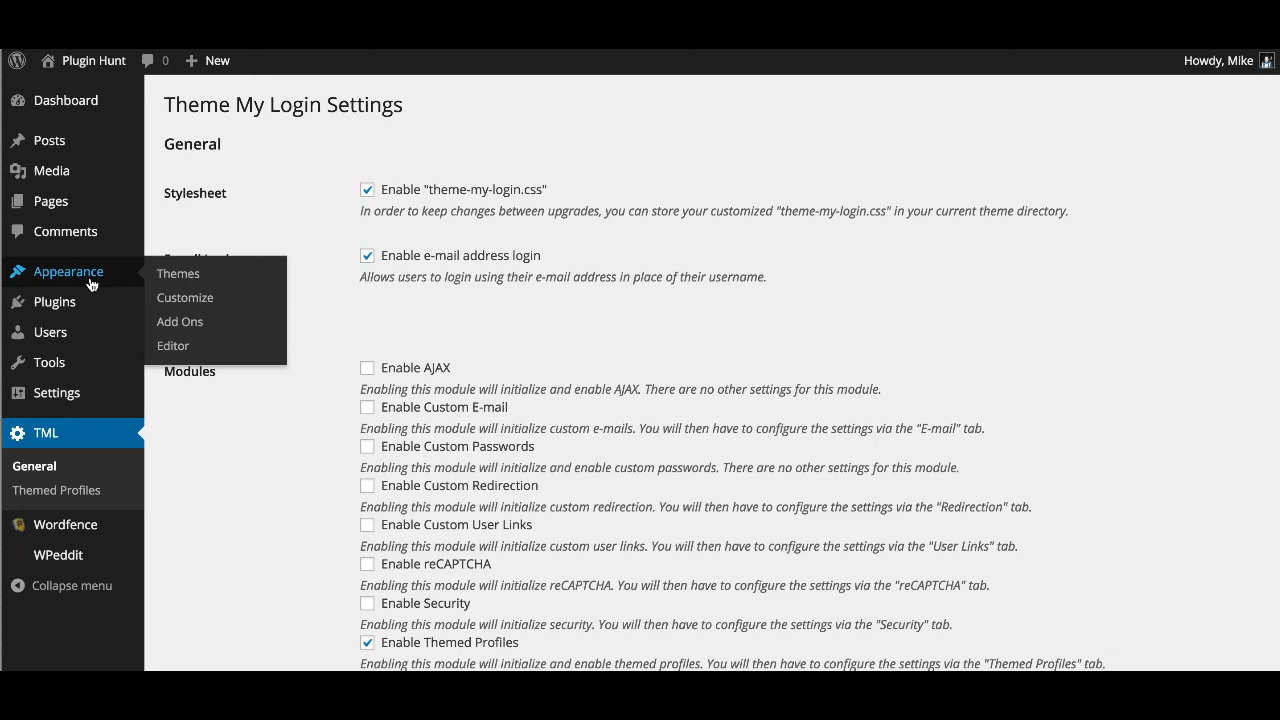 Plugin Hunt 0 New Howdy, Mike
Dashboard
Posts
Media
Pages
Comments
Appearance
Plugins
Users
Tools
Settings
TML
General
Themed Profiles
Wordfence
WPeddit
Collapse menu
Themes
Customize
Add Ons
Editor
Theme My Login Settings
General
Stylesheet
Enable "theme-my-login.css"
In order to keep changes between upgrades, you can store your customized "theme-my-login.css" in your current theme directory.
Enable e-mail address login
Allows users to login using their e-mail address in place of their username.
Modules
Enable AJAX
Enabling this module will initialize and enable AJAX. There are no other settings for this module.
Enable Custom E-mail
Enabling this module will initialize custom e-mails. You will then have to configure the settings via the "E-mail" tab.
Enable Custom Passwords
Enabling this module will initialize and enable custom passwords. There are no other settings for this module.
Enable Custom Redirection
Enabling this module will initialize custom redirection. You will then have to configure the settings via the "Redirection" tab.
Enable Custom User Links
Enabling this module will initialize custom user links. You will then have to configure the settings via the "User Links" tab.
Enable reCAPTCHA
Enabling this module will initialize reCAPTCHA. You will then have to configure the settings via the "reCAPTCHA" tab.
Enable Security
Enabling this module will initialize security. You will then have to configure the settings via the "Security" tab.
Enable Themed Profiles
Enabling this module will initialize and enable themed profiles. You will then have to configure the settings via the "Themed Profiles" tab.